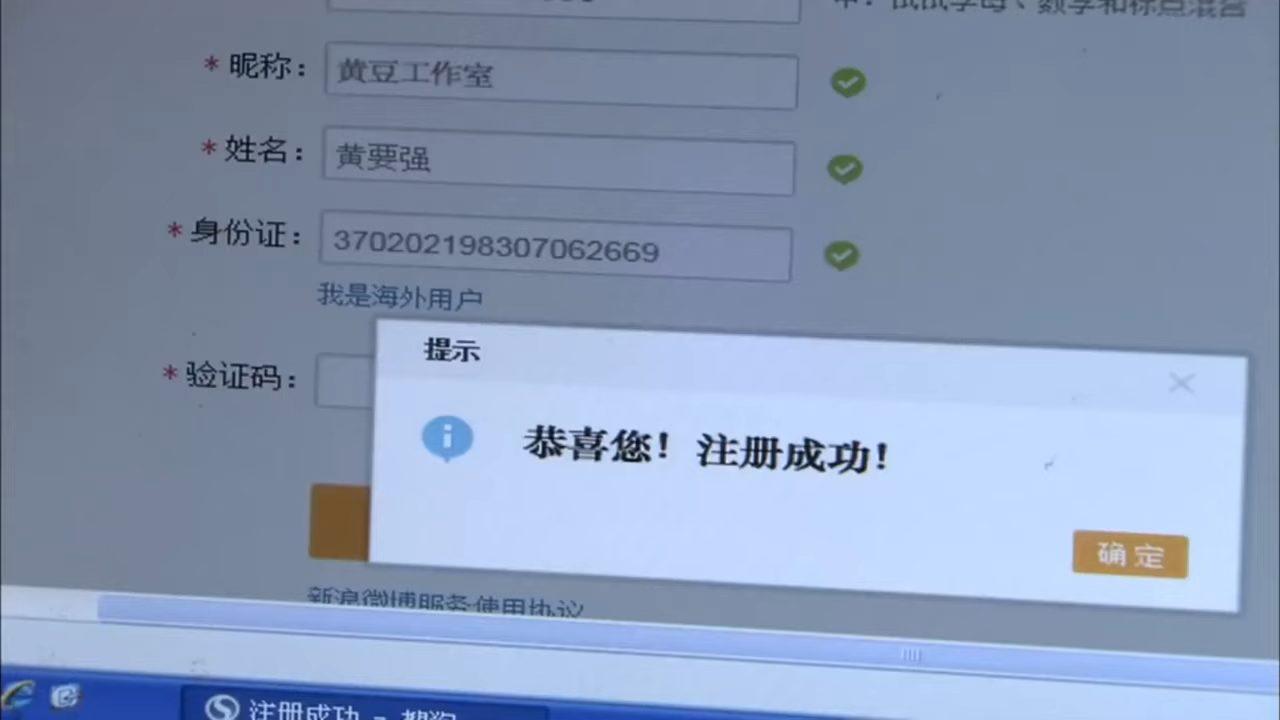 昵称：
黄豆工作室
姓名：
黄要强
身份证：
370202198307062669
我是海外用户
验证码：
提示
恭喜您！注册成功！
确定
新浪微博服务使用协议
注册成功 -